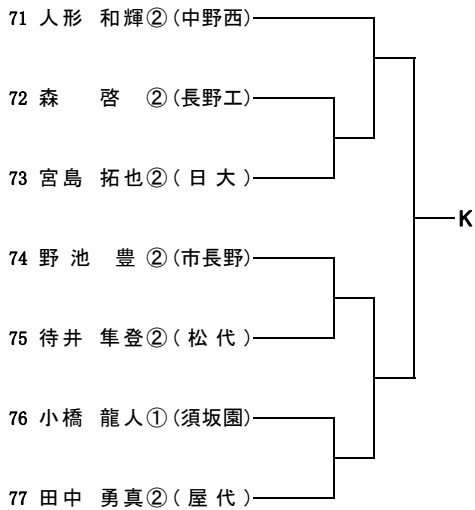 71 人形 和輝②(中野西)
72 森 啓 ②(長野工)
73 宮島 拓也②(日大)
K
74 野池 豊②(市長野)
75 待井 隼登②(松代)
76 小橋 龍人①(須坂園)
77 田中 勇真②(屋代)